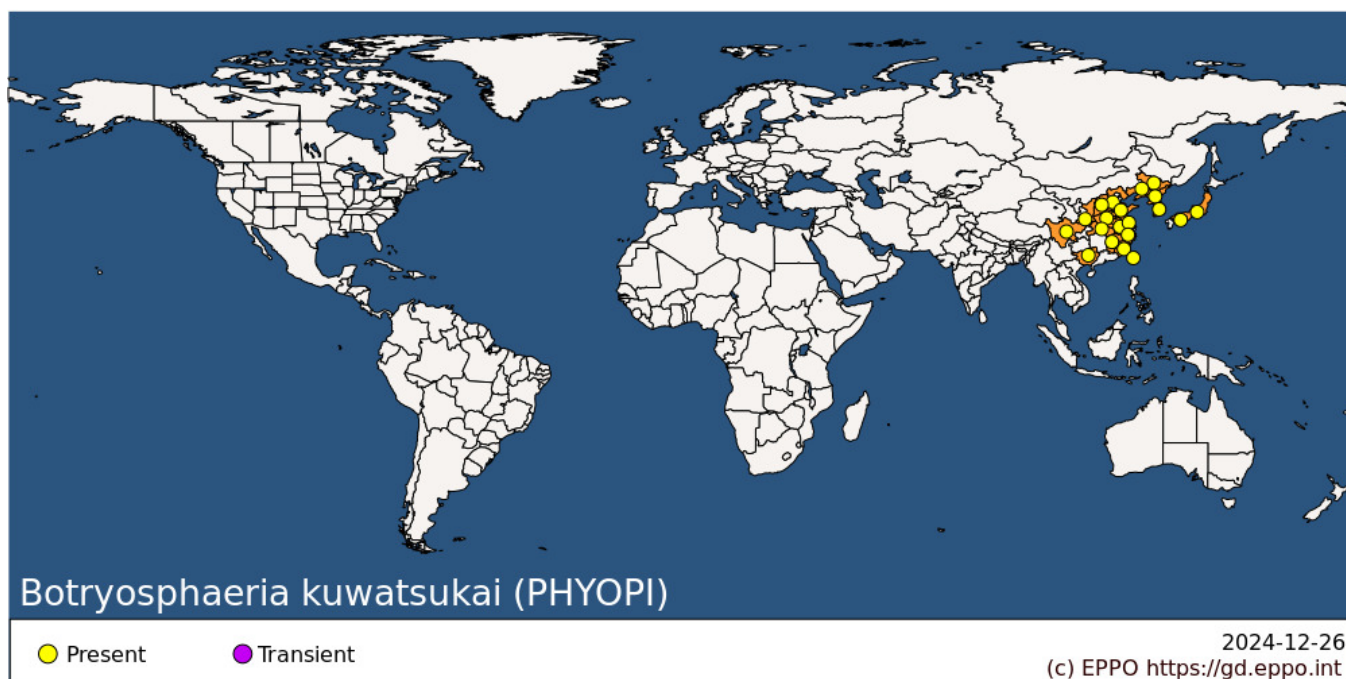 Botryosphaeria kuwatsukai (PHYOPI)
Present
Transient
2024-12-26
(c) EPPO https://gd.eppo.int